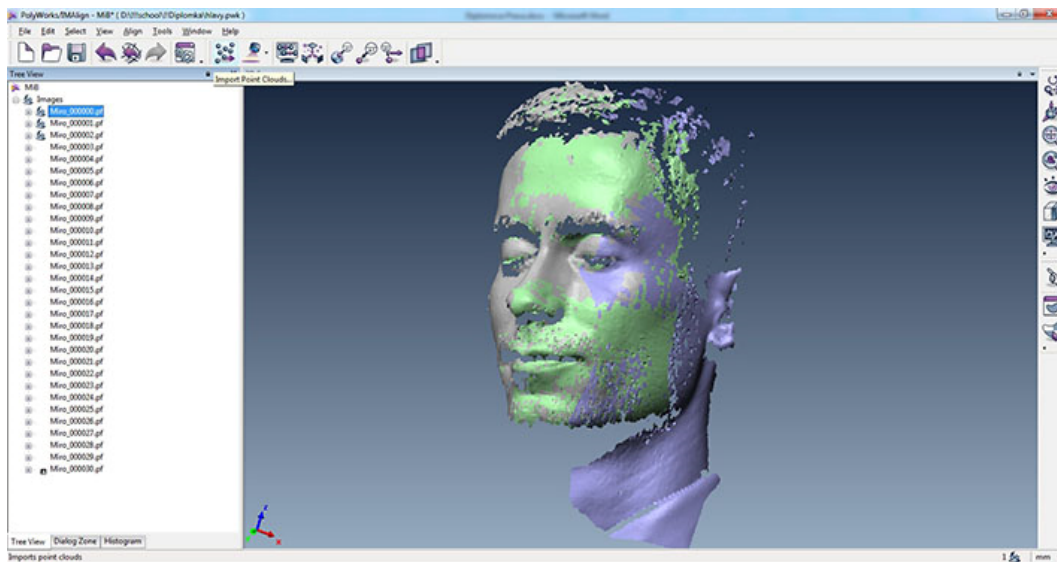 PolyWorks/IMAlign - Mill* ( D:\!!!school\!!Diplomka\hlavy.pwk )
File Edit Select View Align Tools Window Help
Tree View
Import Point Clouds...
Mill
Images
Miro_000000.pf
Miro_000001.pf
Miro_000002.pf
Miro_000003.pf
Miro_000004.pf
Miro_000005.pf
Miro_000006.pf
Miro_000007.pf
Miro_000008.pf
Miro_000009.pf
Miro_000010.pf
Miro_000011.pf
Miro_000012.pf
Miro_000013.pf
Miro_000014.pf
Miro_000015.pf
Miro_000016.pf
Miro_000017.pf
Miro_000018.pf
Miro_000019.pf
Miro_000020.pf
Miro_000021.pf
Miro_000022.pf
Miro_000023.pf
Miro_000024.pf
Miro_000025.pf
Miro_000026.pf
Miro_000027.pf
Miro_000028.pf
Miro_000029.pf
Miro_000030.pf
z
x
Tree View Dialog Zone Histogram
Imports point clouds
1 mm